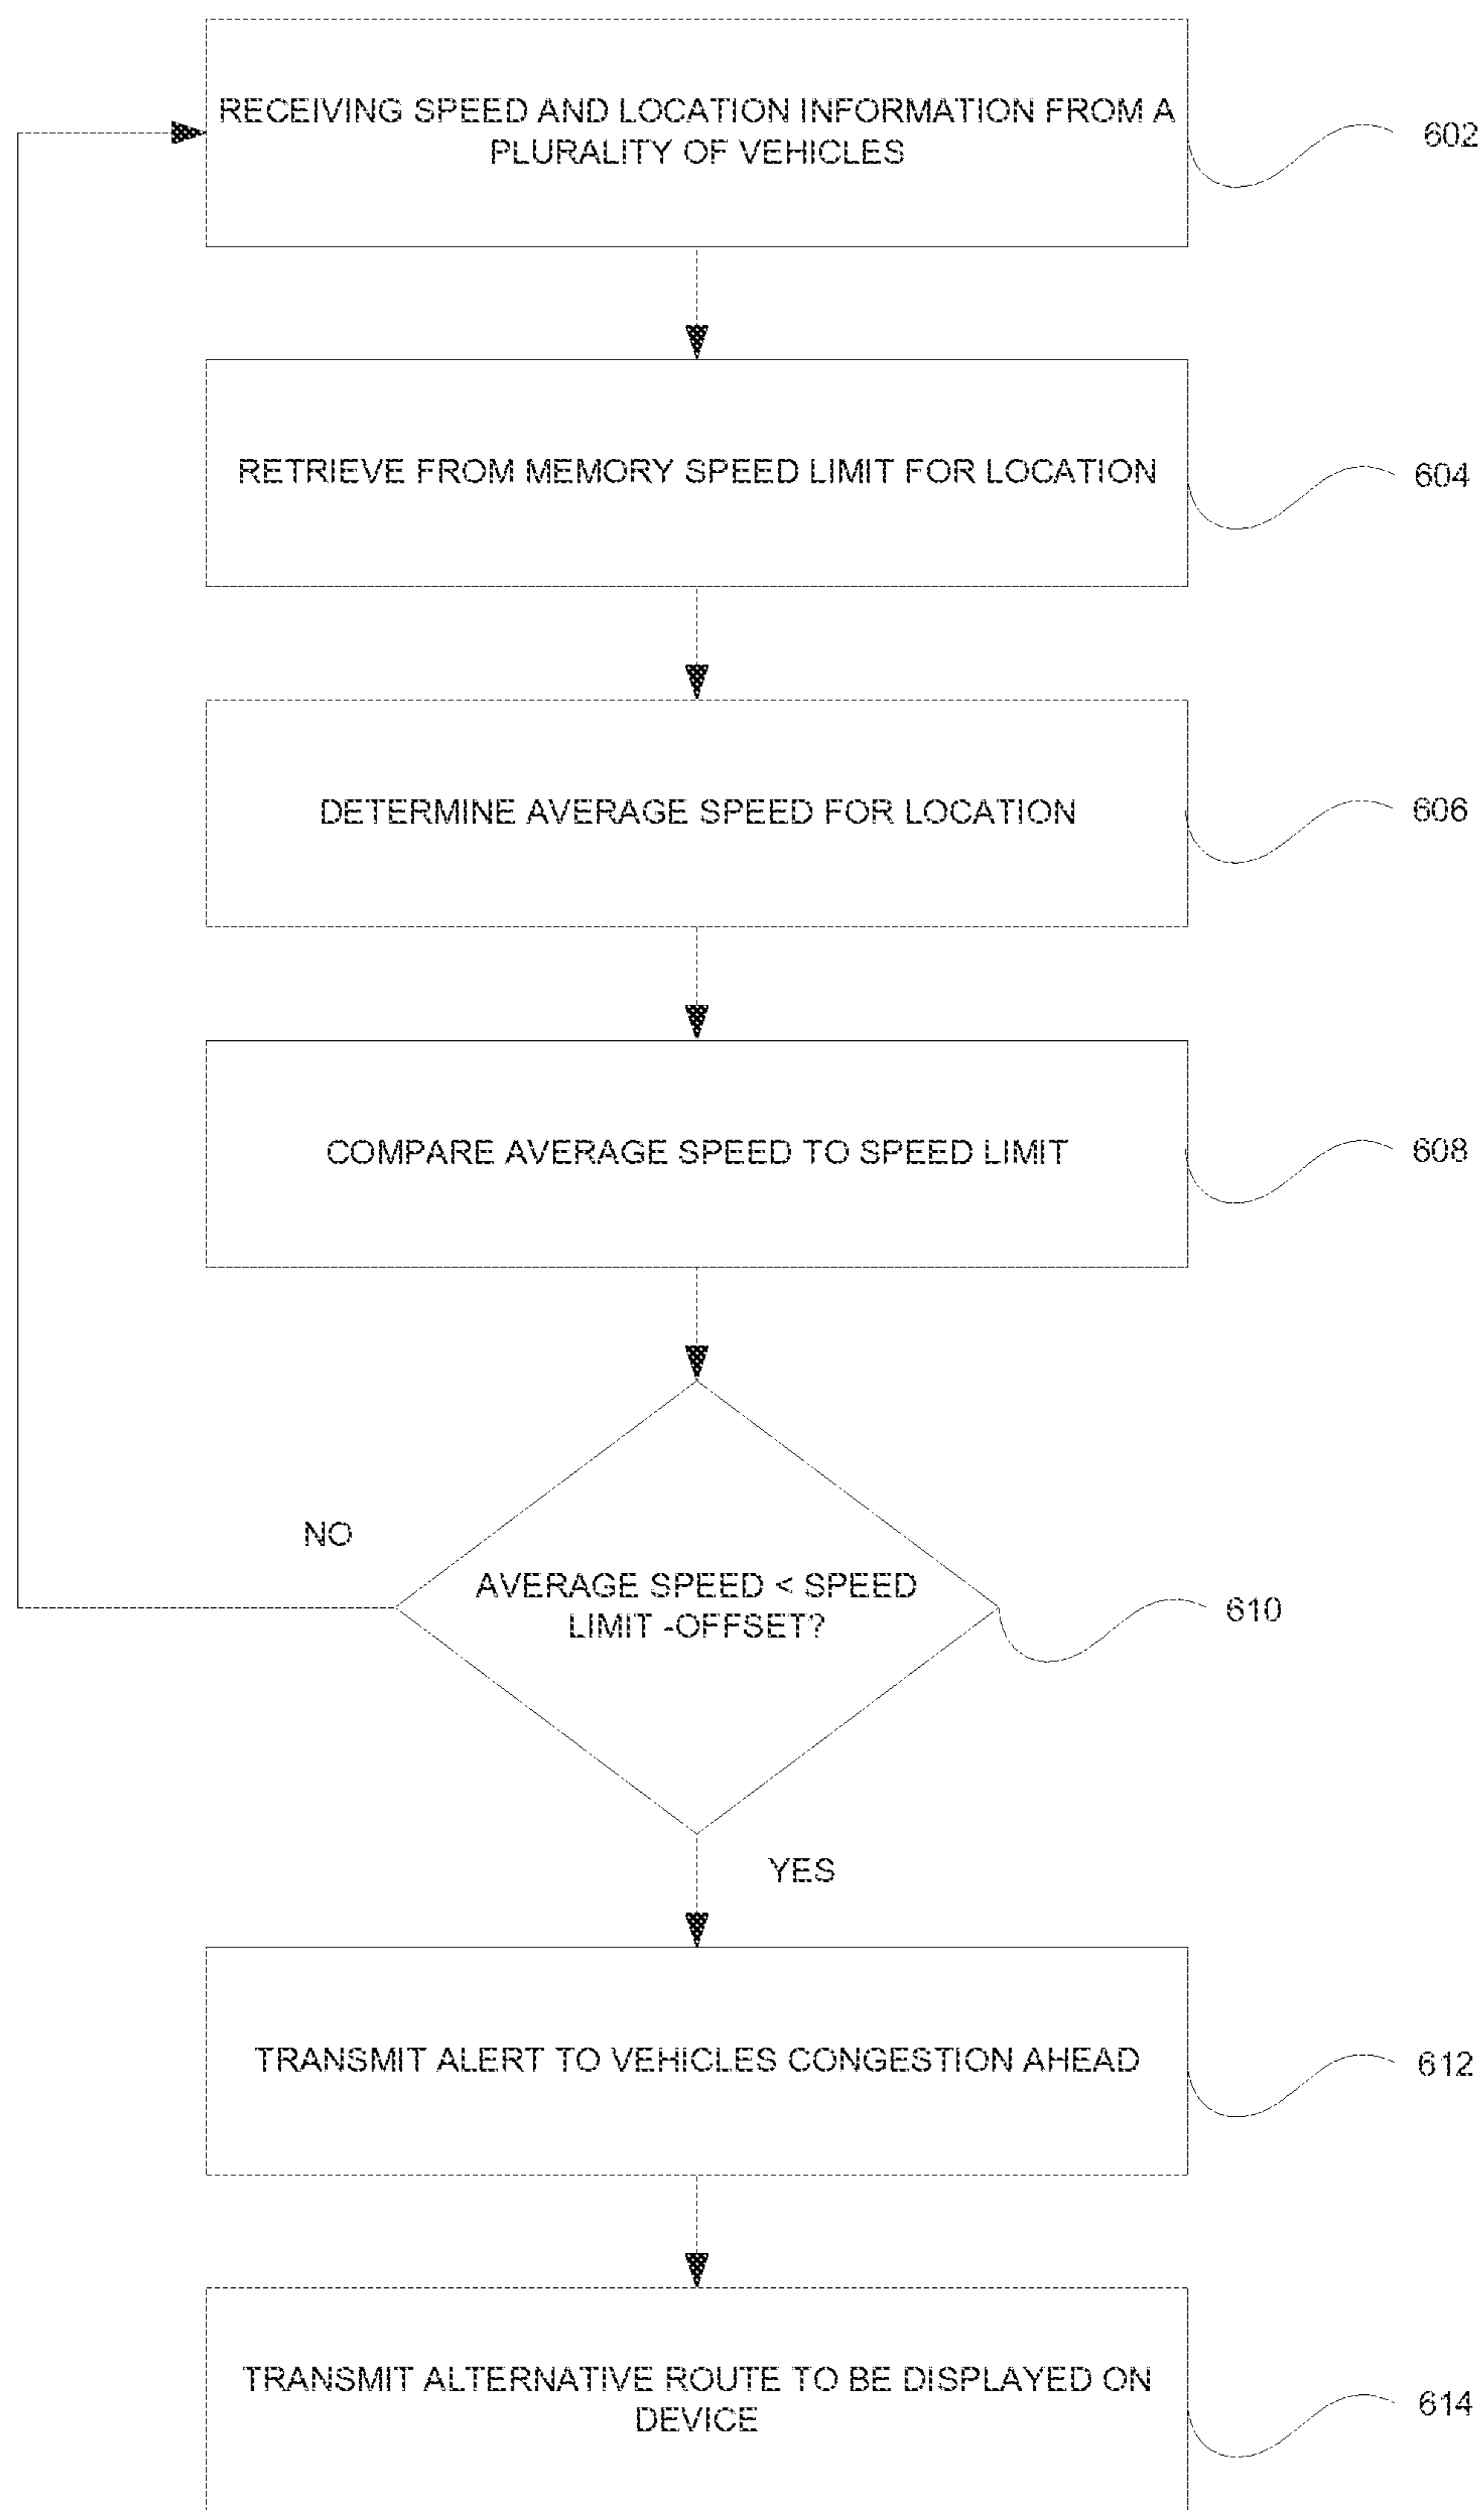 RECEIVING SPEED AND LOCATION INFORMATION FROM A
PLURALITY OF VEHICLES
602
RETRIEVE FROM MEMORY SPEED LIMIT FOR LOCATION
604
DETERMINE AVERAGE SPEED FOR LOCATION
606
COMPARE AVERAGE SPEED TO SPEED LIMIT
608
NO
AVERAGE SPEED < SPEED
LIMIT -OFFSET?
610
YES
TRANSMIT ALERT TO VEHICLES CONGESTION AHEAD
612
TRANSMIT ALTERNATIVE ROUTE TO BE DISPLAYED ON
DEVICE
614